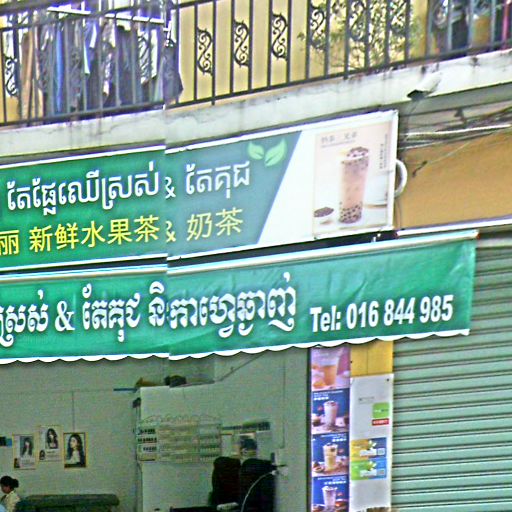 តែផ្លែឈើស្រស់ & តែគុជ
丽 新鲜水果茶 & 奶茶
ស្រស់ & តែគុជ និងកាហ្វេឆ្ងាញ់
Tel: 016 844 985